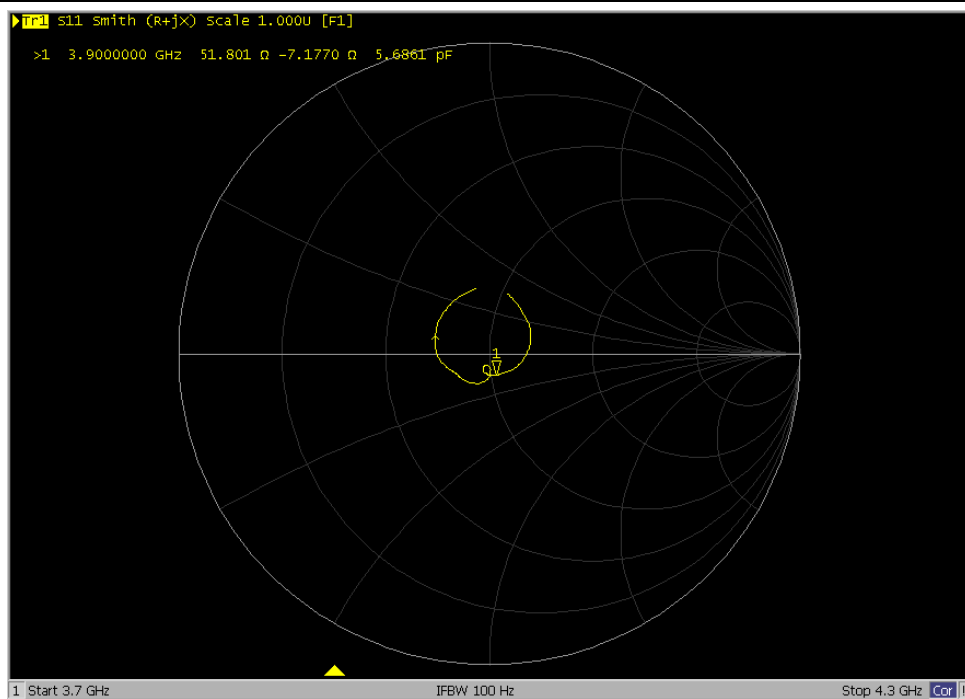 Tr1 S11 Smith (R+jX) Scale 1.000U [F1]
>1 3.9000000 GHz 51.801 Ω -7.1770 Ω 5.6861 pF
1
1 Start 3.7 GHz IFBW 100 Hz Stop 4.3 GHz Cor